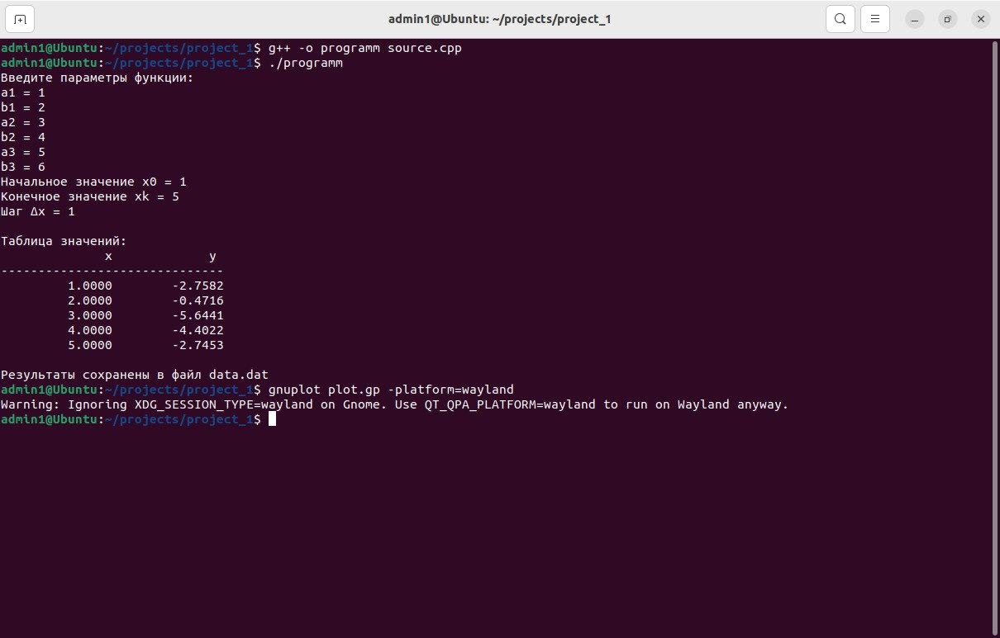 admin1@Ubuntu: ~/projects/project_1
admin1@Ubuntu:~/projects/project_1$ g++ -o programm source.cpp
admin1@Ubuntu:~/projects/project_1$ ./programm
Введите параметры функции:
a1 = 1
b1 = 2
a2 = 3
b2 = 4
a3 = 5
b3 = 6
Начальное значение x0 = 1
Конечное значение xk = 5
Шаг Δx = 1
Таблица значений:
x y
------------------------------
1.0000 -2.7582
2.0000 -0.4716
3.0000 -5.6441
4.0000 -4.4022
5.0000 -2.7453
Результаты сохранены в файл data.dat
admin1@Ubuntu:~/projects/project_1$ gnuplot plot.gp -platform=wayland
Warning: Ignoring XDG_SESSION_TYPE=wayland on Gnome. Use QT_QPA_PLATFORM=wayland to run on Wayland anyway.
admin1@Ubuntu:~/projects/project_1$